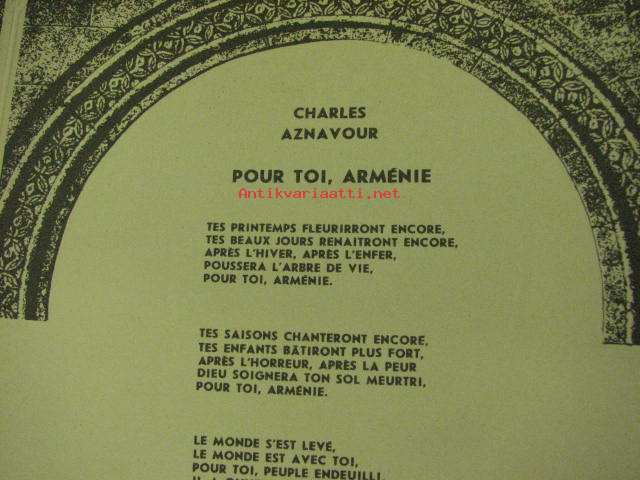 CHARLES
AZNAVOUR
POUR TOI, ARMÉNIE
Antikvariaatti.net
TES PRINTEMPS FLEURIRRONT ENCORE,
TES BEAUX JOURS RENAITRONT ENCORE,
APRÈS L'HIVER, APRÈS L'ENFER,
POUSSERA L'ARBRE DE VIE,
POUR TOI, ARMÉNIE.
TES SAISONS CHANTERONT ENCORE,
TES ENFANTS BÂTIRONT PLUS FORT,
APRÈS L'HORREUR, APRÈS LA PEUR
DIEU SOIGNERA TON SOL MEURTRI,
POUR TOI, ARMÉNIE.
LE MONDE S'EST LEVÉ,
LE MONDE EST AVEC TOI,
POUR TOI, PEUPLE ENDEUILLI,